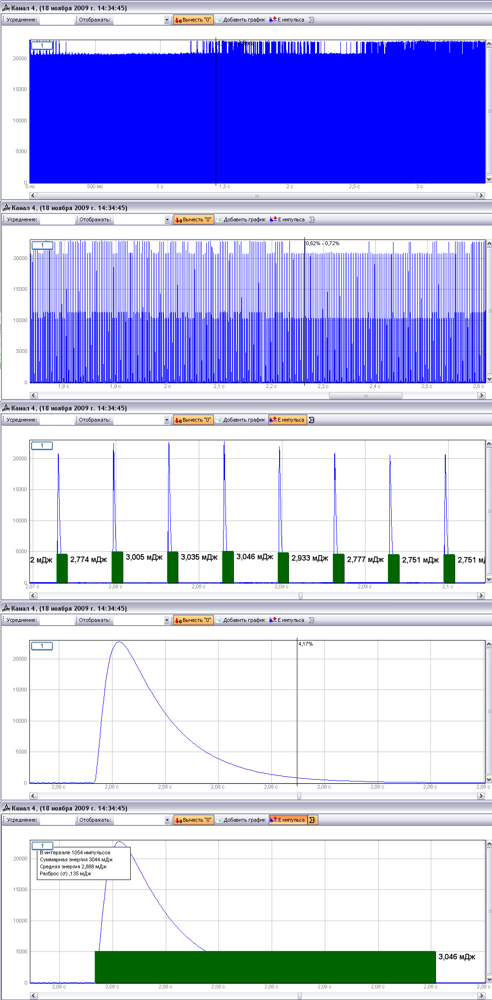 Канал 4, (18 ноября 2009 г. 14:34:45)
Усреднение: Отображать: Вычесть "0" Добавить график Е импульса
1
20000
15000
10000
5000
0
0 нс 500 мс 1 с 1,5 с 2 с 2,5 с 3 с
Канал 4, (18 ноября 2009 г. 14:34:45)
Усреднение: Отображать: Вычесть "0" Добавить график Е импульса
1 0,62% - 0,72%
20000
15000
10000
5000
0
1,8 с 1,9 с 2 с 2,1 с 2,2 с 2,3 с 2,4 с 2,5 с 2,6 с
Канал 4, (18 ноября 2009 г. 14:34:45)
Усреднение: Отображать: Вычесть "0" Добавить график Е импульса Σ
1
20000
15000
10000
5000
2 мДж 2,774 мДж 3,005 мДж 3,035 мДж 3,046 мДж 2,933 мДж 2,777 мДж 2,751 мДж 2,751 мД
0
2,07 с 2,08 с 2,08 с 2,09 с 2,09 с 2,1 с
Канал 4, (18 ноября 2009 г. 14:34:45)
Усреднение: Отображать: Вычесть "0" Добавить график Е импульса
1 4,17%
20000
15000
10000
5000
0
2,08 с 2,08 с 2,08 с 2,08 с 2,08 с 2,08 с 2,08 с 2,08 с 2,08 с
Канал 4, (18 ноября 2009 г. 14:34:45)
Усреднение: Отображать: Вычесть "0" Добавить график Е импульса Σ
1
В интервале 1054 импульсов
Суммарная энергия 3044 мДж
Средняя энергия 2,888 мДж
Разброс (σ) ,135 мДж
20000
15000
10000
5000
3,046 мДж
0
2,08 с 2,08 с 2,08 с 2,08 с 2,08 с 2,08 с 2,08 с 2,08 с 2,08 с